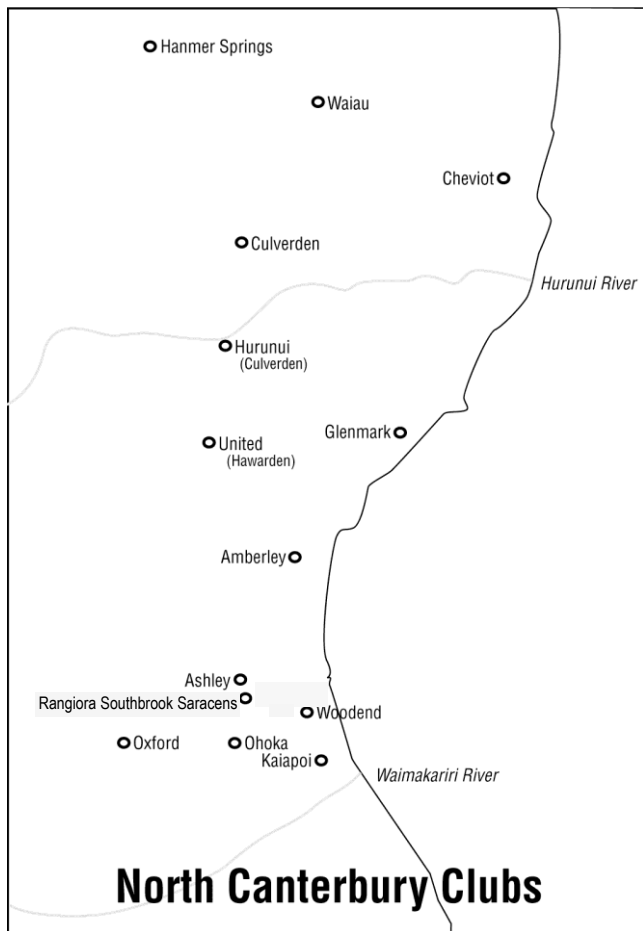 Hanmer Springs
Waiau
Cheviot
Culverden
Hurunui River
Hurunui
(Culverden)
Glenmark
United
(Hawarden)
Amberley
Ashley
Rangiora Southbrook Saracens
Woodend
Oxford
Ohoka
Kaiapoi
Waimakariri River
North Canterbury Clubs